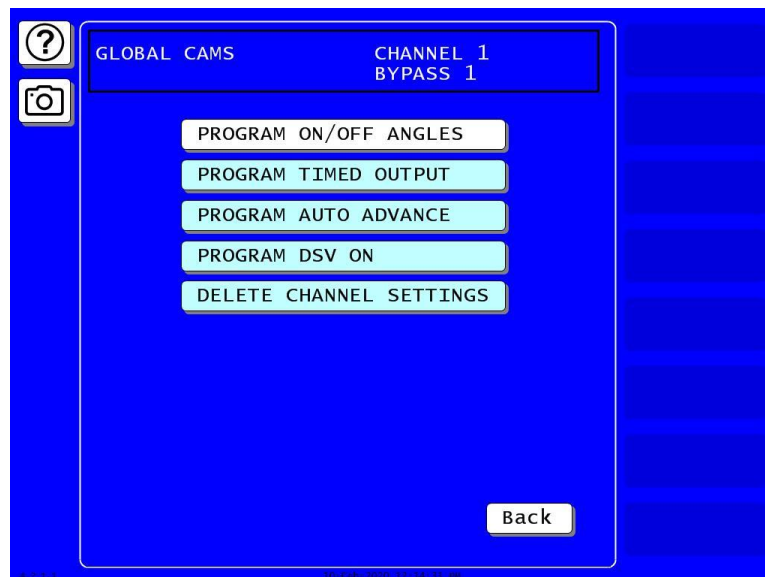 GLOBAL CAMS CHANNEL 1
BYPASS 1
PROGRAM ON/OFF ANGLES
PROGRAM TIMED OUTPUT
PROGRAM AUTO ADVANCE
PROGRAM DSV ON
DELETE CHANNEL SETTINGS
Back